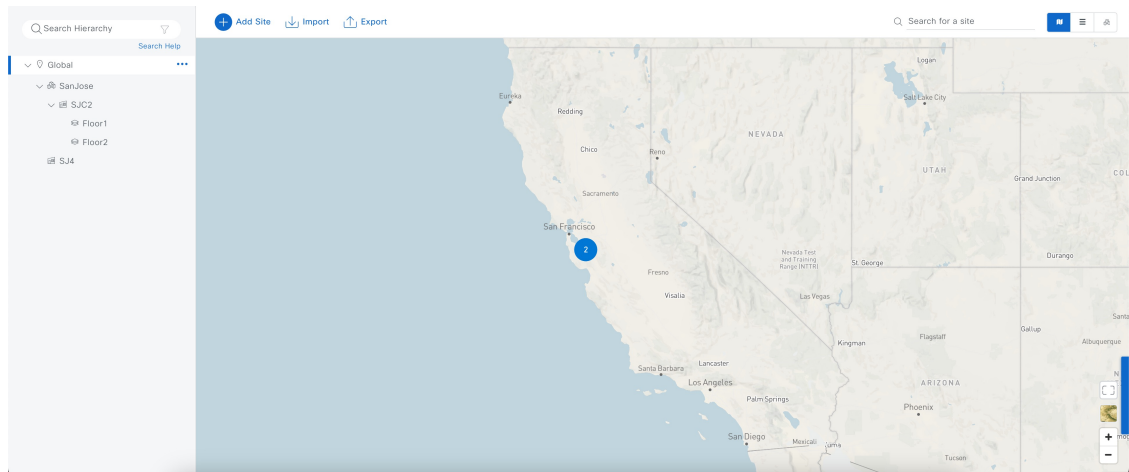 Search Hierarchy
Search Help
Global
SanJose
SJC2
Floor1
Floor2
SJ4
Add Site
Import
Export
Search for a site
Logan
Eureka
Salt Lake City
Redding
NEVADA
Chico
Reno
UTAH
Grand Junction
COL
Sacramento
San Francisco
2
Nevada Test
and Training
Range (NTTR)
St. George
Durango
Fresno
Visalia
Las Vegas
Santa
Gallup
Flagstaff
Albuquerque
Kingman
Lancaster
Santa Barbara
Los Angeles
ARIZONA
N
Palm Springs
Phoenix
San Diego
Mexicali
Yuma
+
Tucson
−